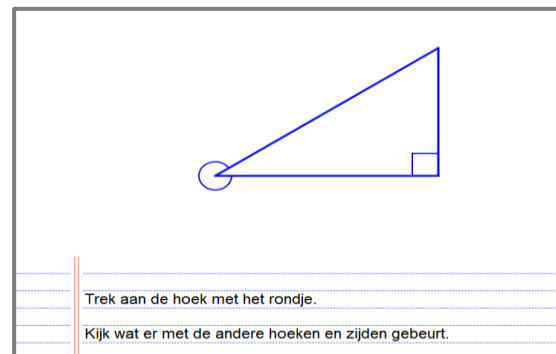 Trek aan de hoek met het rondje.
Kijk wat er met de andere hoeken en zijden gebeurt.